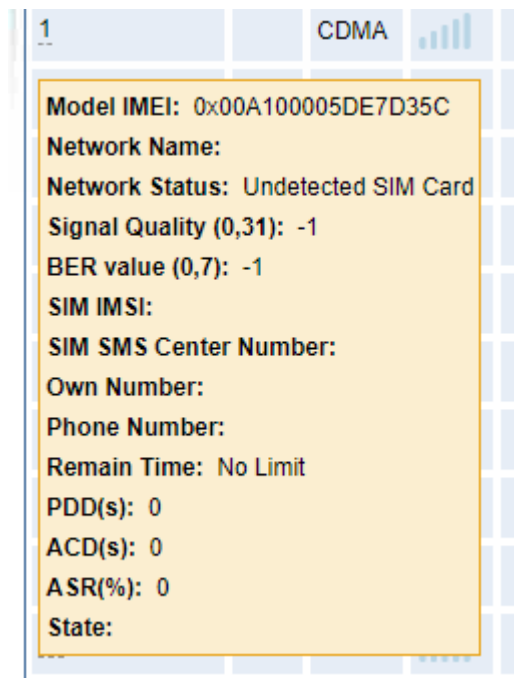 1 CDMA
Model IMEI: 0x00A100005DE7D35C
Network Name:
Network Status: Undetected SIM Card
Signal Quality (0,31): -1
BER value (0,7): -1
SIM IMSI:
SIM SMS Center Number:
Own Number:
Phone Number:
Remain Time: No Limit
PDD(s): 0
ACD(s): 0
ASR(%): 0
State: